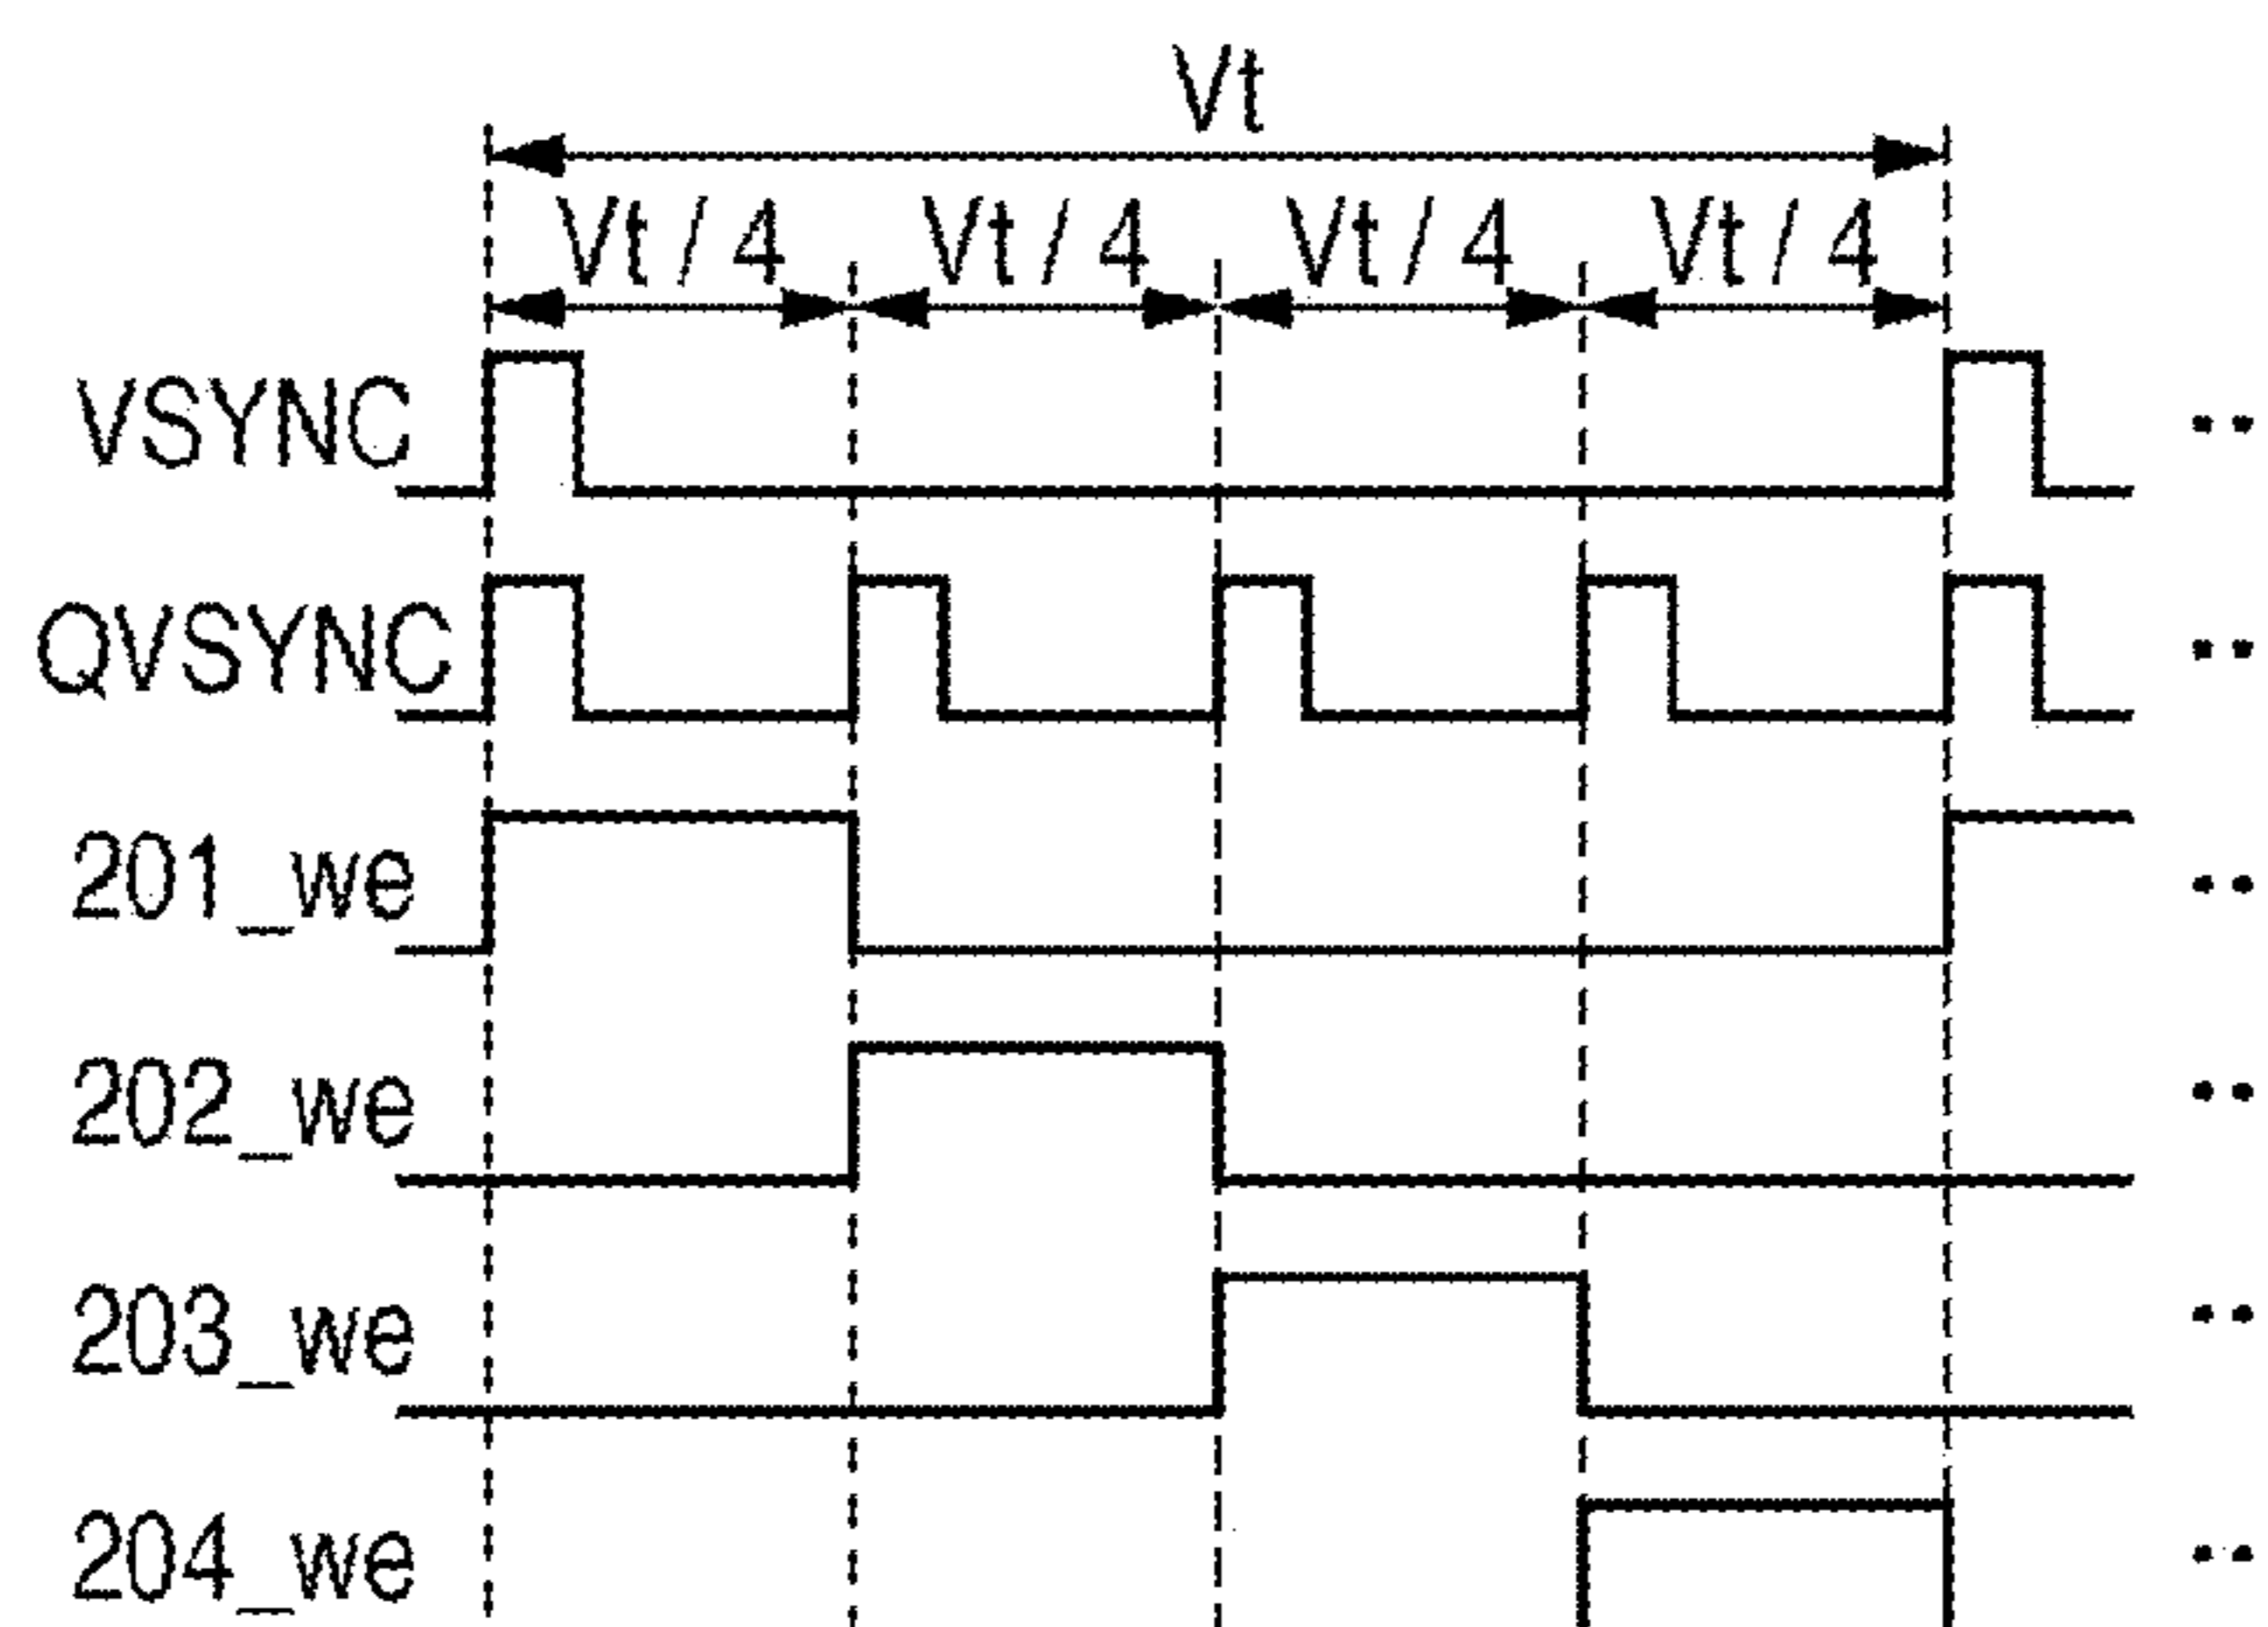 Vt
Vt / 4 Vt / 4 Vt / 4 Vt / 4
VSYNC
QVSYNC
201_we
202_we
203_we
204_we